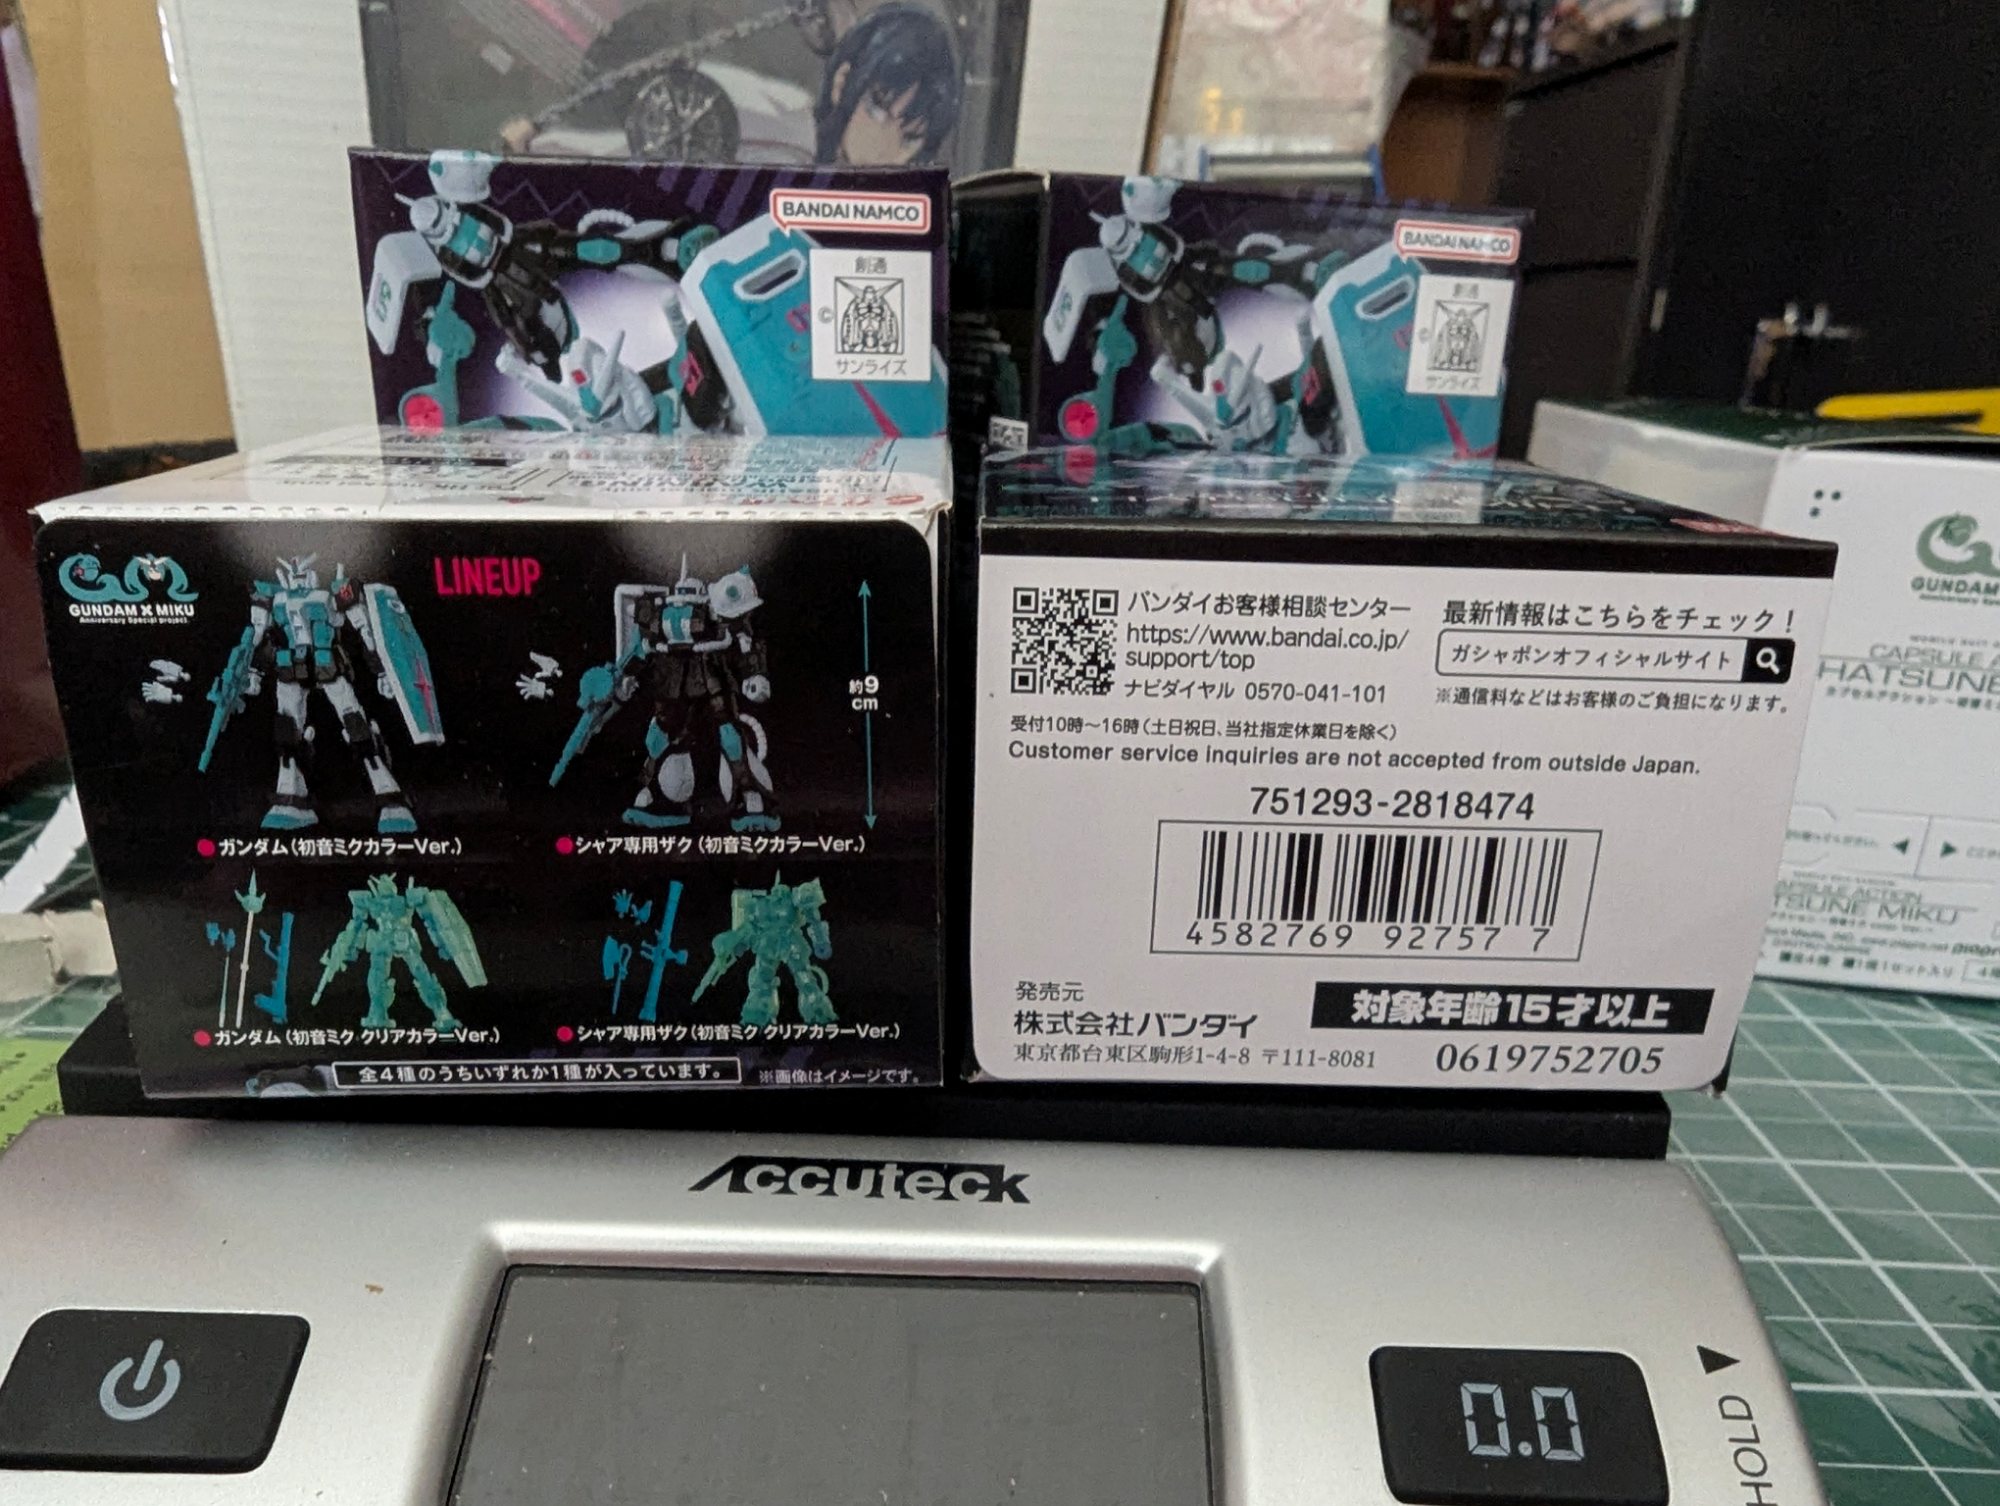 BANDAI NAMCO
創通
©
サンライズ
BANDAI NAMCO
創通
©
サンライズ
GUNDAM X MIKU
Anniversary Special project.
LINEUP
約9
cm
●ガンダム(初音ミクカラーVer.)
●シャア専用ザク(初音ミクカラーVer.)
●ガンダム(初音ミク クリアカラーVer.)
●シャア専用ザク(初音ミク クリアカラーVer.)
全4種のうちいずれか1種が入っています。
※画像はイメージです。
バンダイお客様相談センター
https://www.bandai.co.jp/
support/top
ナビダイヤル 0570-041-101
最新情報はこちらをチェック!
ガシャポンオフィシャルサイト
※通信料などはお客様のご負担になります。
受付10時~16時(土日祝日、当社指定休業日を除く)
Customer service inquiries are not accepted from outside Japan.
751293-2818474
4582769 92757 7
発売元
株式会社バンダイ
東京都台東区駒形1-4-8 〒111-8081
対象年齢15才以上
0619752705
GUNDAM
CAPSULE A
HATSUNE
APSULE ACTION
TSUNE MIKU
Accuteck
0.0
HOLD